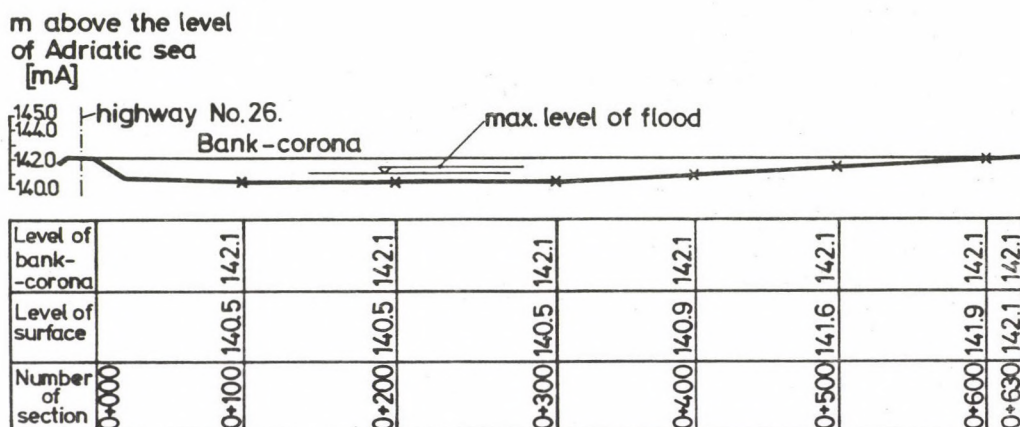 m above the level
of Adriatic sea
[mA]
145.0
144.0
142.0
140.0
highway No.26.
Bank-corona
max. level of flood
Level of
bank-
-corona
142.1 142.1 142.1 142.1 142.1 142.1 142.1
Level of
surface
140.5 140.5 140.5 140.9 141.6 141.9 142.1
Number
of
section
0+000 0+100 0+200 0+300 0+400 0+500 0+600 0+630